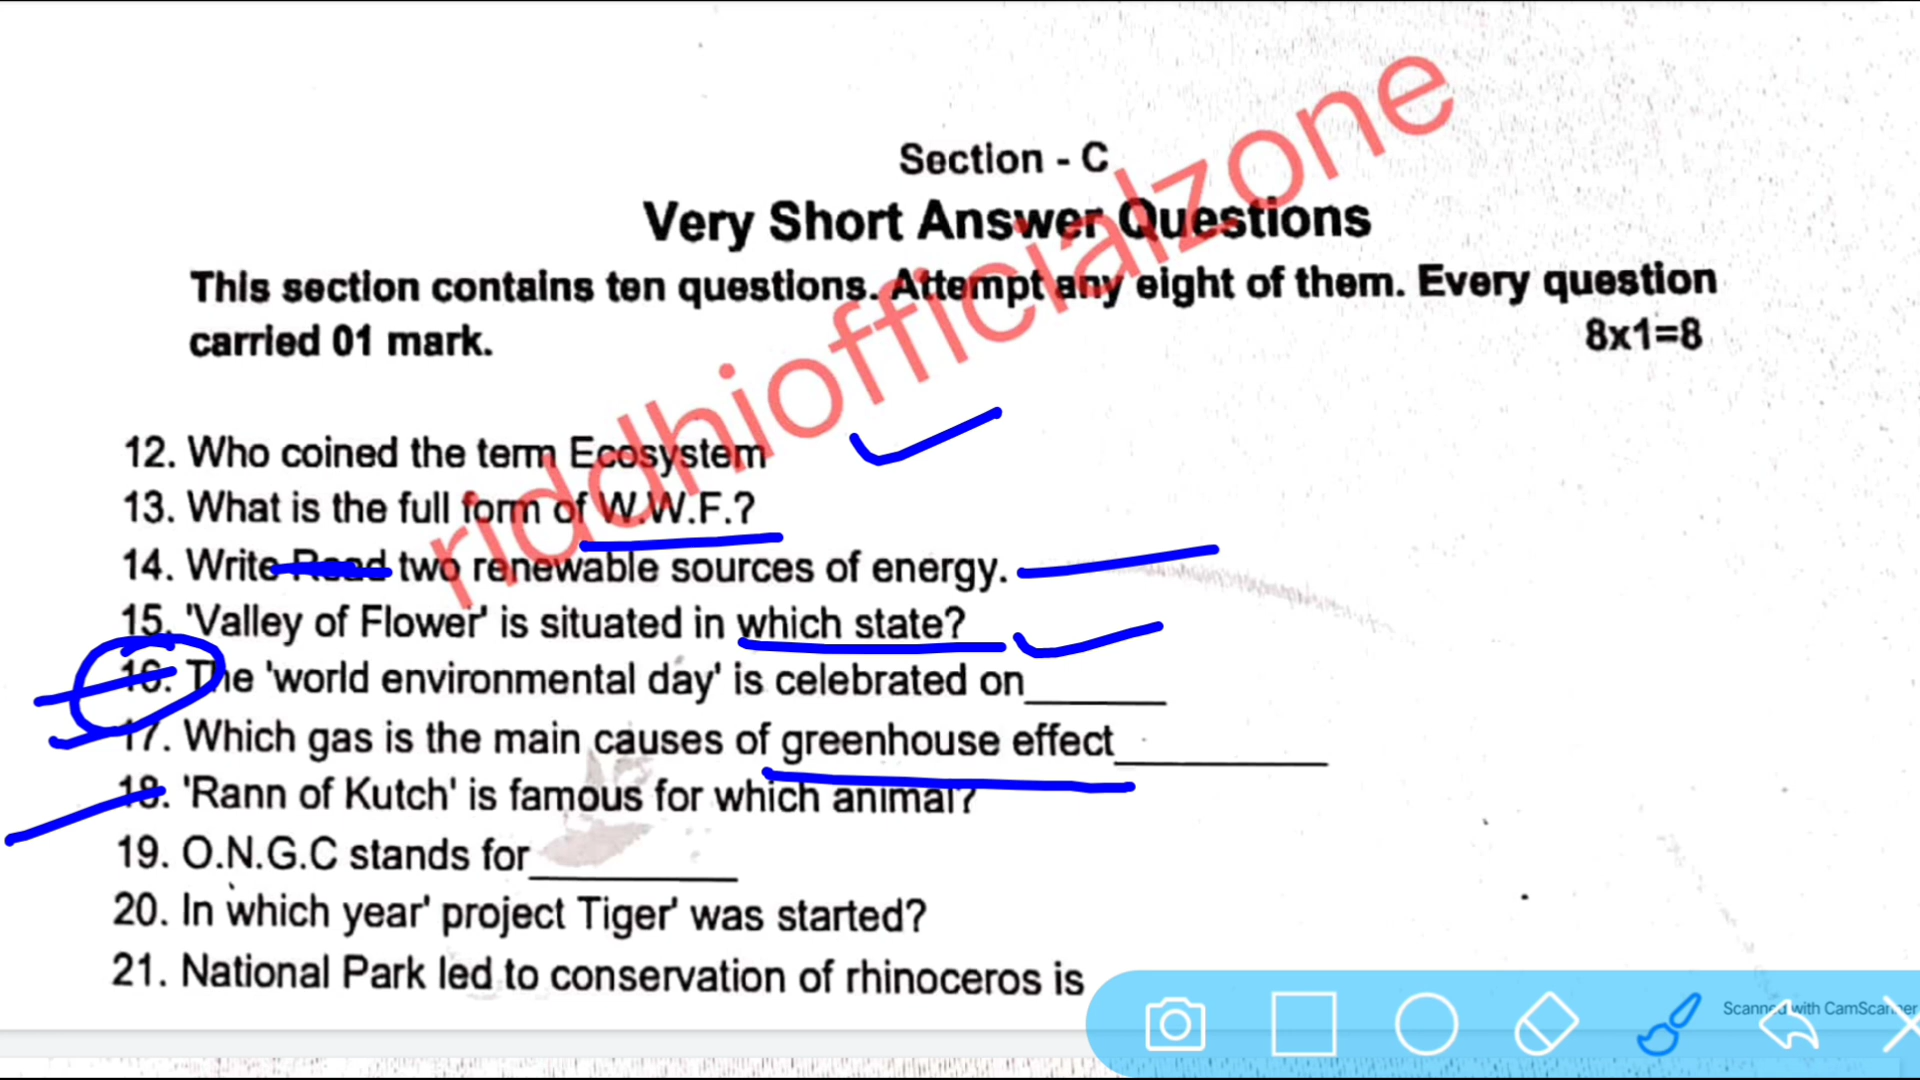 Section - C
Very Short Answer Questions
This section contains ten questions. Attempt any eight of them. Every question
carried 01 mark.
8x1=8
riddhiofficialzone
12. Who coined the term Ecosystem
13. What is the full form of W.W.F.?
14. Write Read two renewable sources of energy.
15. 'Valley of Flower' is situated in which state?
16. The 'world environmental day' is celebrated on______
17. Which gas is the main causes of greenhouse effect_________
18. 'Rann of Kutch' is famous for which animal?
19. O.N.G.C stands for_________
20. In which year' project Tiger' was started?
21. National Park led to conservation of rhinoceros is
Scanned with CamScanner